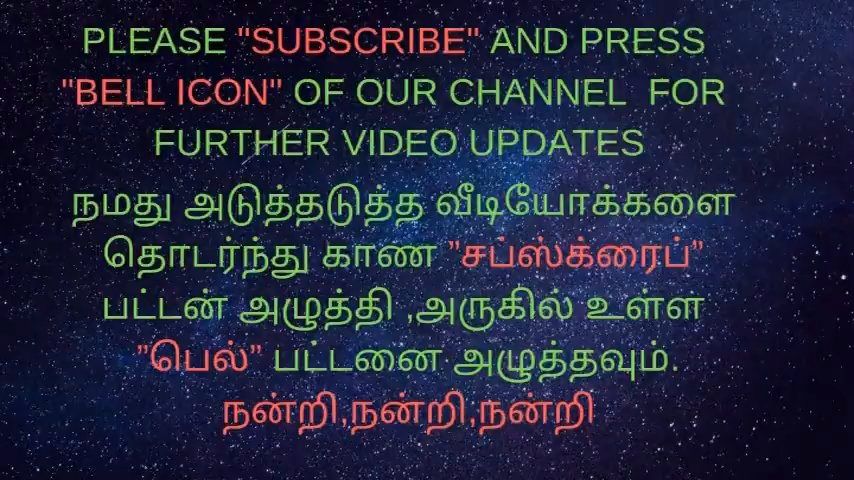 PLEASE "SUBSCRIBE" AND PRESS
"BELL ICON" OF OUR CHANNEL FOR
FURTHER VIDEO UPDATES
நமது அடுத்தடுத்த வீடியோக்களை
தொடர்ந்து காண ”சப்ஸ்க்ரைப்”
பட்டன் அழுத்தி ,அருகில் உள்ள
”பெல்” பட்டனை அழுத்தவும்.
நன்றி,நன்றி,நன்றி